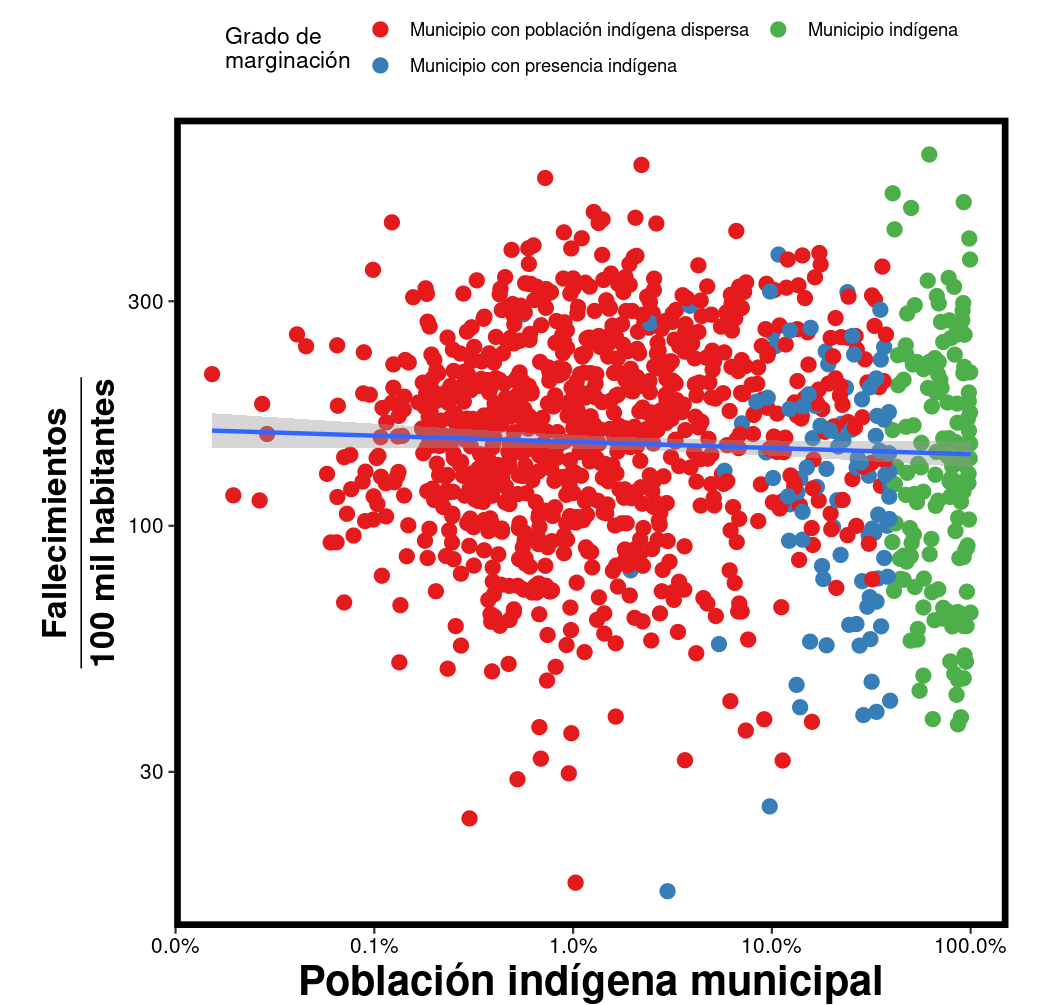 Grado de
marginación
Municipio con población indígena dispersa
Municipio indígena
Municipio con presencia indígena
Fallecimientos
100 mil habitantes
300
100
30
0.0%
0.1%
1.0%
10.0%
100.0%
Población indígena municipal